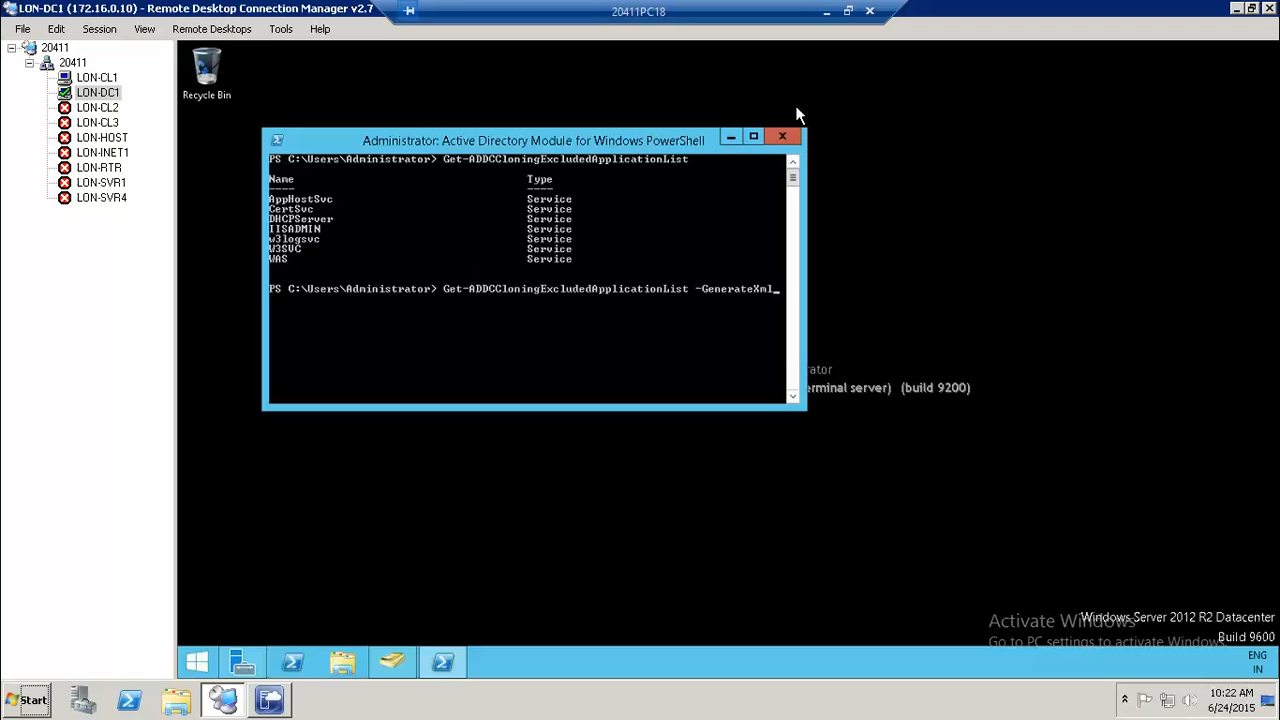 LON-DC1 (172.16.0.10) - Remote Desktop Connection Manager v2.7
20411PC18
File Edit Session View Remote Desktops Tools Help
20411
20411
LON-CL1
LON-DC1
LON-CL2
LON-CL3
LON-HOST
LON-INET1
LON-RTR
LON-SVR1
LON-SVR4
Recycle Bin
Administrator: Active Directory Module for Windows PowerShell
PS C:\Users\Administrator> Get-ADDCCloningExcludedApplicationList
Name Type
---- ----
AppHostSvc Service
CertSvc Service
DHCPServer Service
IISADMIN Service
w3logsvc Service
W3SVC Service
WAS Service
PS C:\Users\Administrator> Get-ADDCCloningExcludedApplicationList -GenerateXml_
rator
erminal server) (build 9200)
Activate Windows
Windows Server 2012 R2 Datacenter
Go to PC settings to activate Windows.
Build 9600
ENG
IN
Start
10:22 AM
6/24/2015